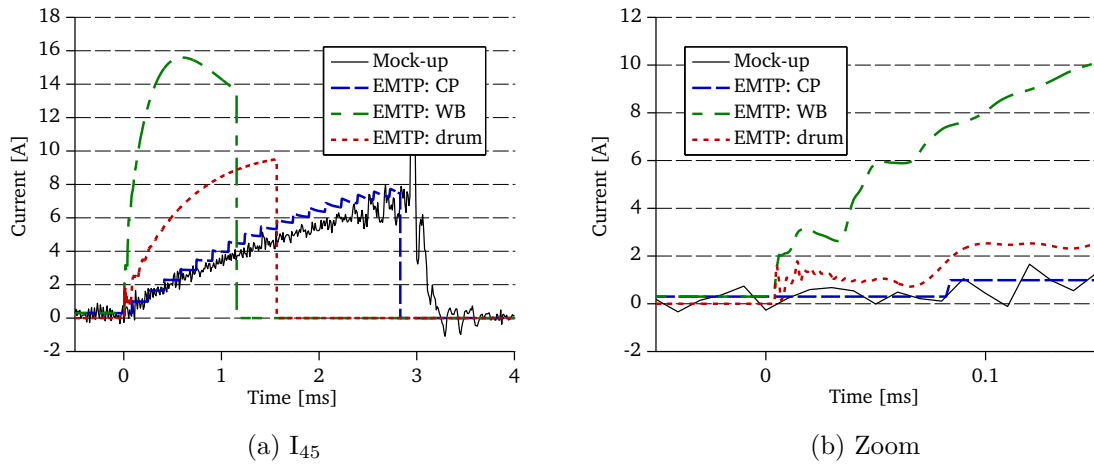 18
16
14
12
10
8
6
4
2
0
-2
Current [A]
0
1
2
3
4
Time [ms]
Mock-up
EMTP: CP
EMTP: WB
EMTP: drum
(a) I₄₅
12
10
8
6
4
2
0
-2
Current [A]
0
0.1
Time [ms]
Mock-up
EMTP: CP
EMTP: WB
EMTP: drum
(b) Zoom